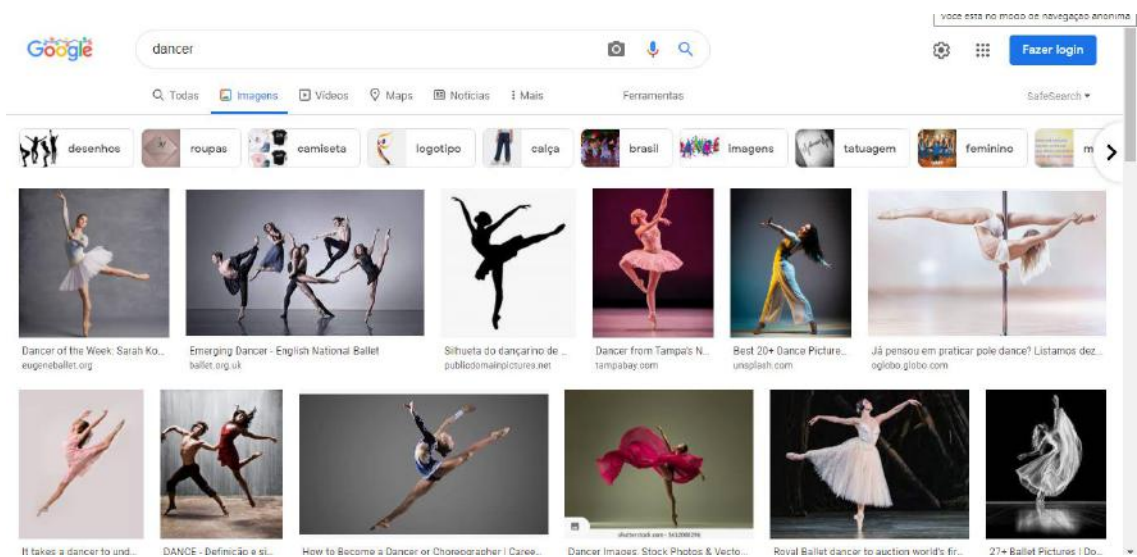 Você está no modo de navegação anônima
Google
dancer
Fazer login
Todas
Imagens
Vídeos
Maps
Notícias
Mais
Ferramentas
SafeSearch
desenhos
roupas
camiseta
logotipo
calça
brasil
imagens
tatuagem
feminino
m
Dancer of the Week: Sarah Ko...
eugeneballet.org
Emerging Dancer - English National Ballet
ballet.org.uk
Silhueta do dançarino de ...
publicdomainpictures.net
Dancer from Tampa's N...
tampabay.com
Best 20+ Dance Picture...
unsplash.com
Já pensou em praticar pole dance? Listamos dez...
oglobo.globo.com
It takes a dancer to und...
DANCE - Definição e si...
How to Become a Dancer or Choreographer | Caree...
Dancer Images, Stock Photos & Vecto...
Royal Ballet dancer to auction world's fir...
27+ Ballet Pictures | Do...